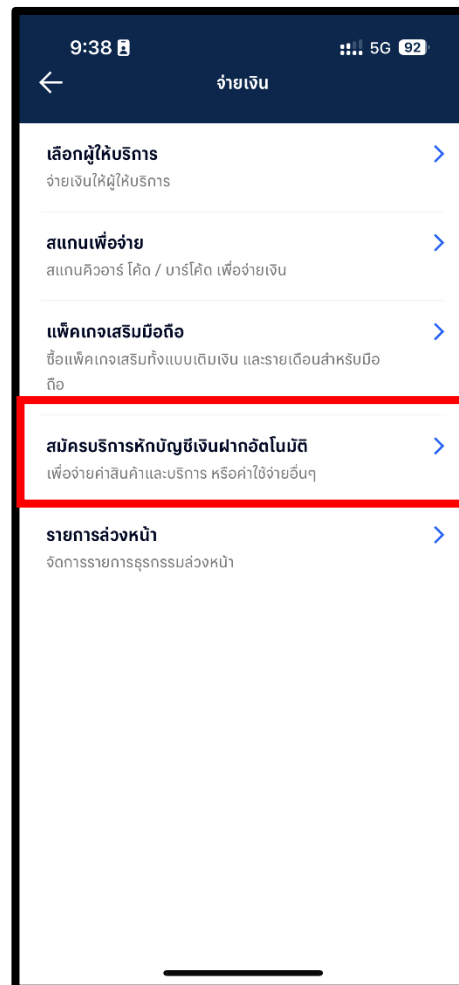 9:38 5G 92
จ่ายเงิน
เลือกผู้ให้บริการ
จ่ายเงินให้ผู้ให้บริการ
สแกนเพื่อจ่าย
สแกนคิวอาร์ โค้ด / บาร์โค้ด เพื่อจ่ายเงิน
แพ็คเกจเสริมมือถือ
ซื้อแพ็คเกจเสริมทั้งแบบเติมเงิน และรายเดือนสำหรับมือ
ถือ
สมัครบริการหักบัญชีเงินฝากอัตโนมัติ
เพื่อจ่ายค่าสินค้าและบริการ หรือค่าใช้จ่ายอื่นๆ
รายการล่วงหน้า
จัดการรายการธุรกรรมล่วงหน้า